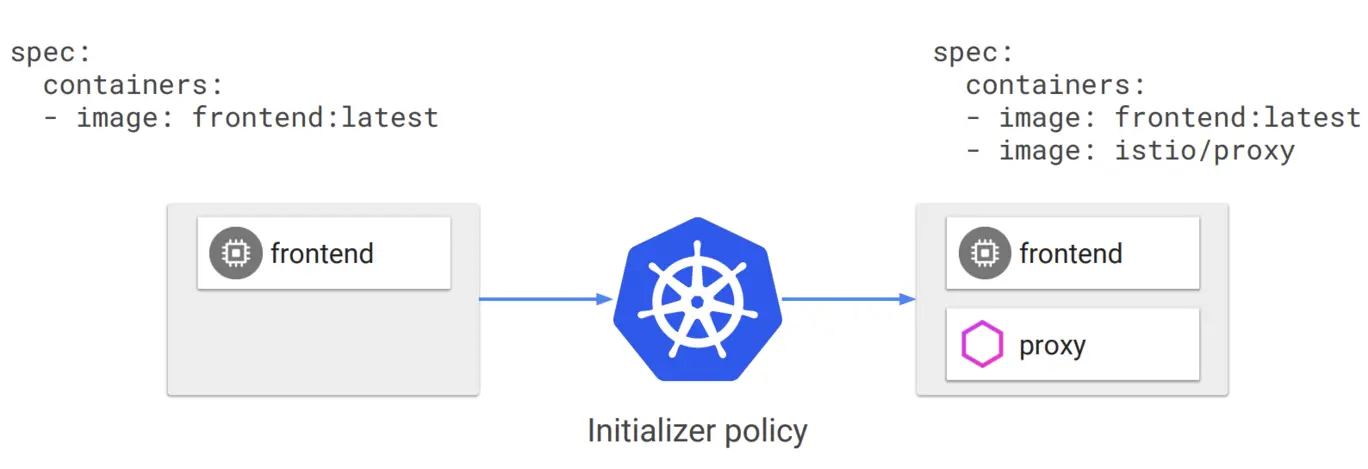 spec:
  containers:
  - image: frontend:latest
spec:
  containers:
  - image: frontend:latest
  - image: istio/proxy
frontend
frontend
proxy
Initializer policy